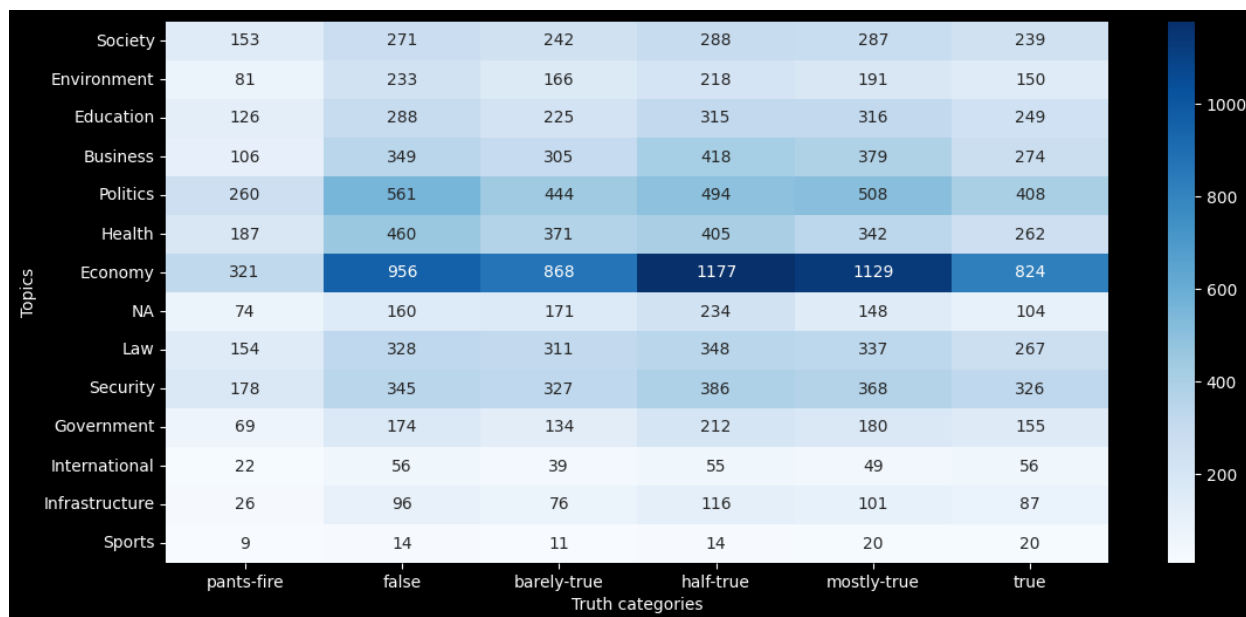 Society 153 271 242 288 287 239
Environment 81 233 166 218 191 150
Education 126 288 225 315 316 249
Business 106 349 305 418 379 274
Politics 260 561 444 494 508 408
Health 187 460 371 405 342 262
Economy 321 956 868 1177 1129 824
NA 74 160 171 234 148 104
Law 154 328 311 348 337 267
Security 178 345 327 386 368 326
Government 69 174 134 212 180 155
International 22 56 39 55 49 56
Infrastructure 26 96 76 116 101 87
Sports 9 14 11 14 20 20
pants-fire false barely-true half-true mostly-true true
Truth categories
Topics
1000
800
600
400
200